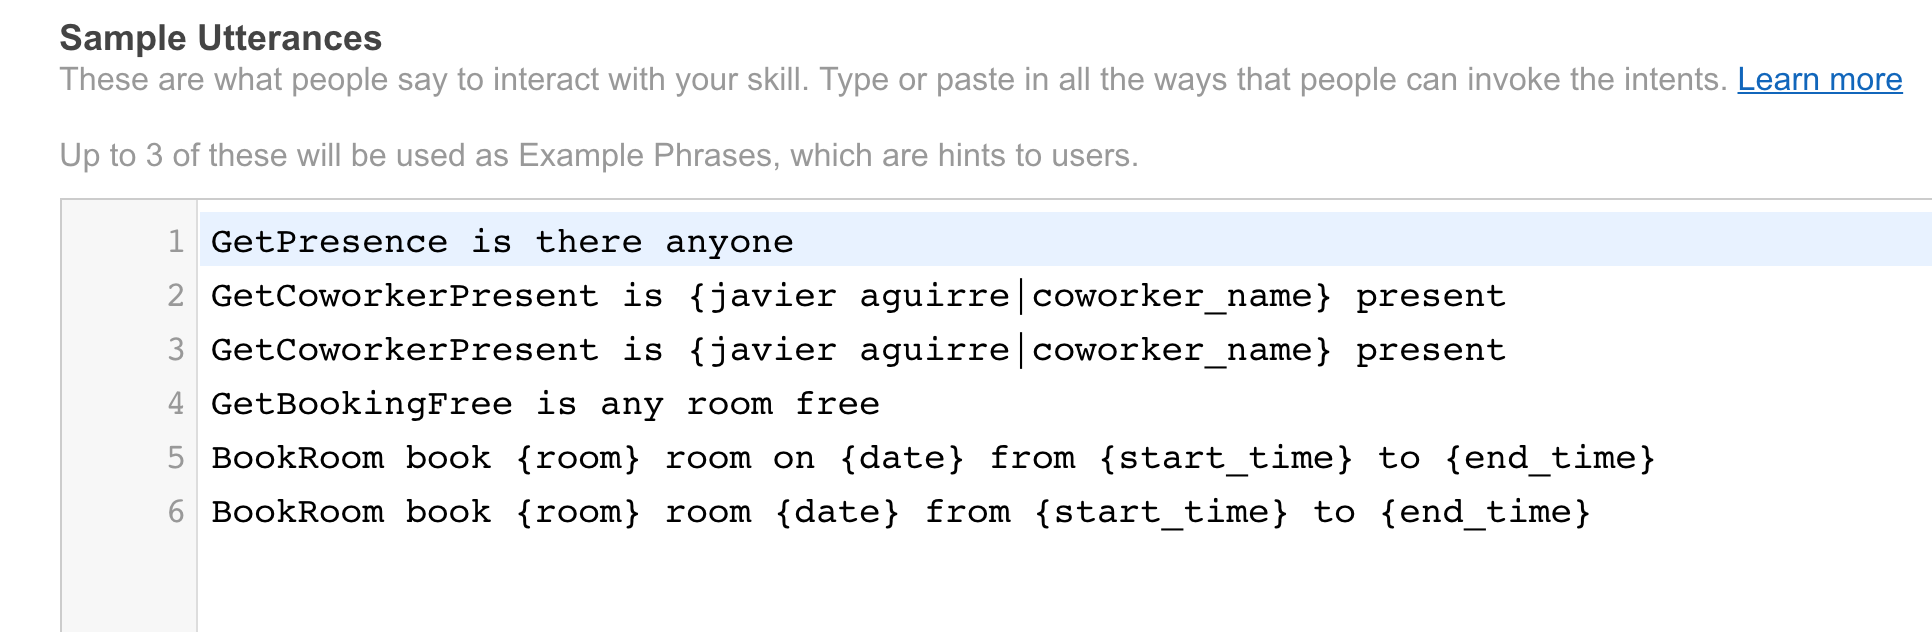 Sample Utterances
These are what people say to interact with your skill. Type or paste in all the ways that people can invoke the intents. Learn more
Up to 3 of these will be used as Example Phrases, which are hints to users.
1 GetPresence is there anyone
2 GetCoworkerPresent is {javier aguirre|coworker_name} present
3 GetCoworkerPresent is {javier aguirre|coworker_name} present
4 GetBookingFree is any room free
5 BookRoom book {room} room on {date} from {start_time} to {end_time}
6 BookRoom book {room} room {date} from {start_time} to {end_time}